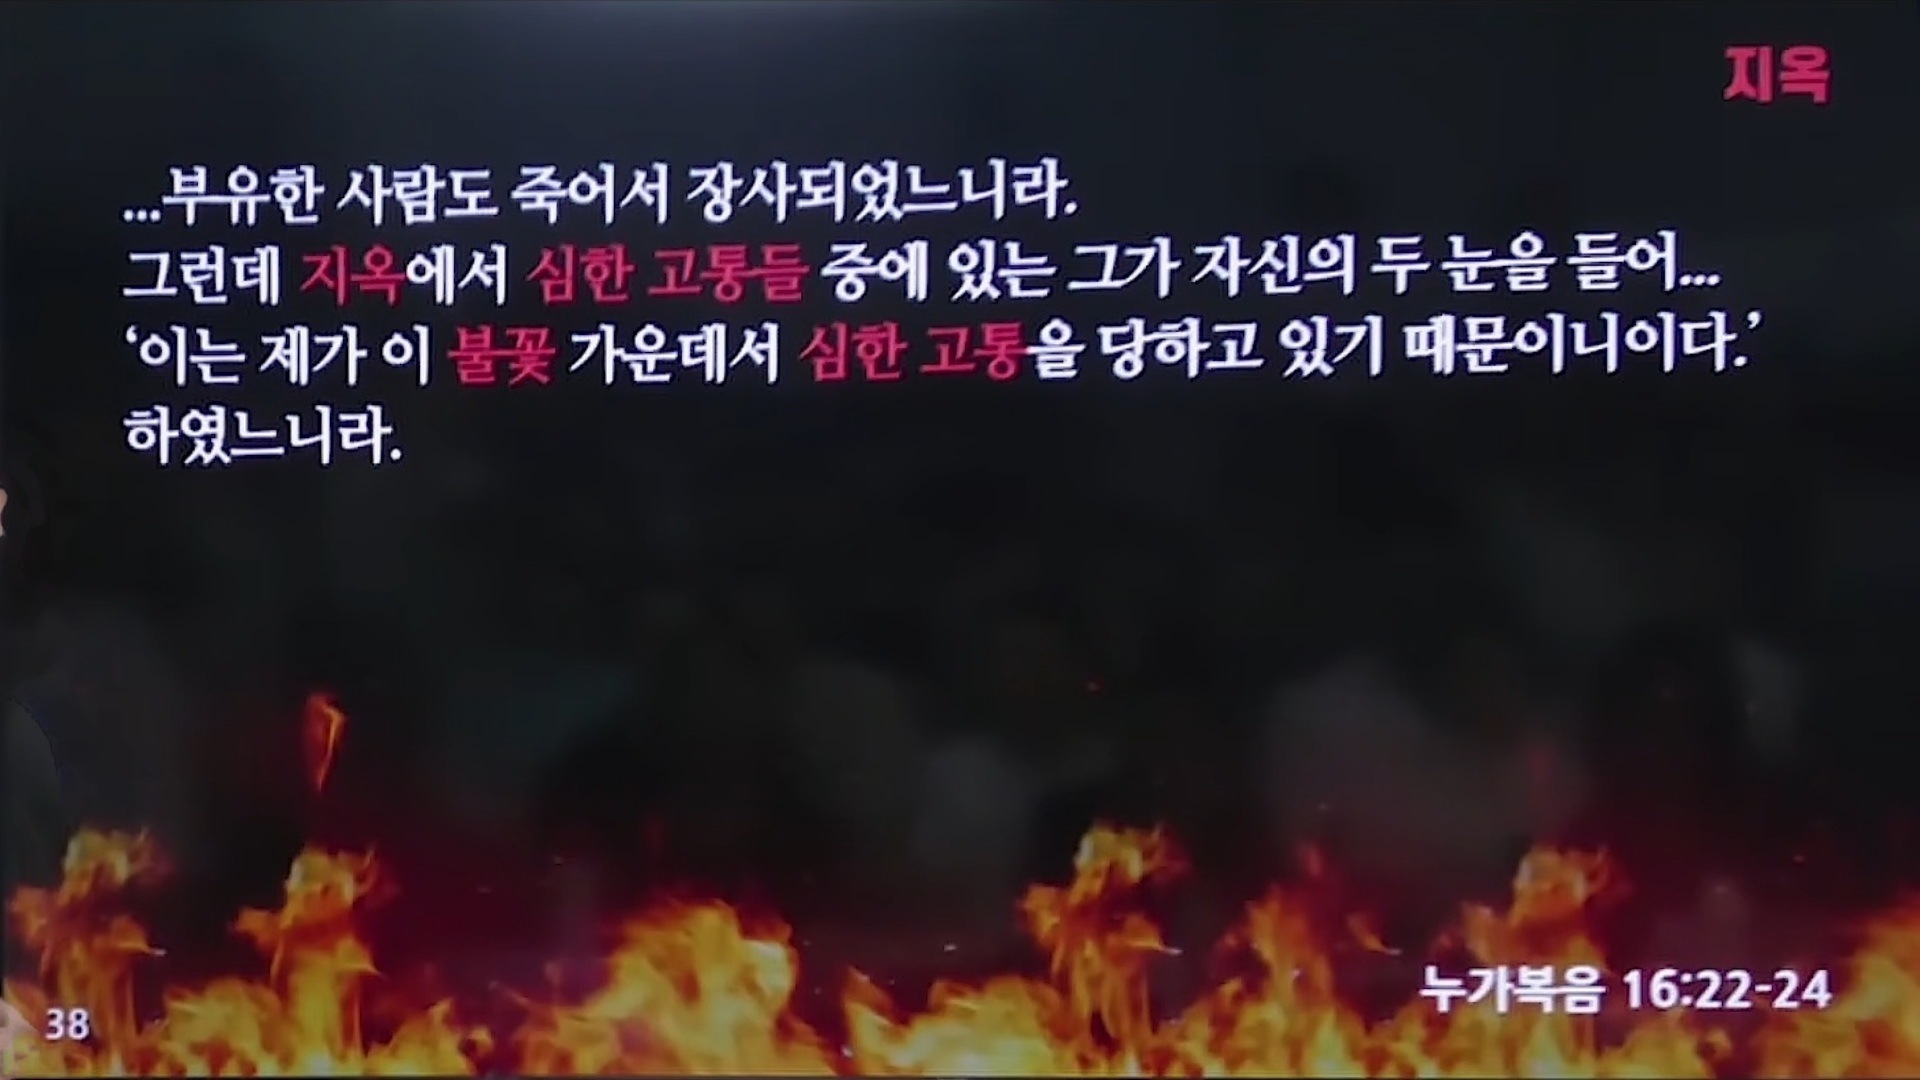 지옥
...부유한 사람도 죽어서 장사되었느니라.
그런데 지옥에서 심한 고통들 중에 있는 그가 자신의 두 눈을 들어...
‘이는 제가 이 불꽃 가운데서 심한 고통을 당하고 있기 때문이니이다.’
하였느니라.
누가복음 16:22-24
38